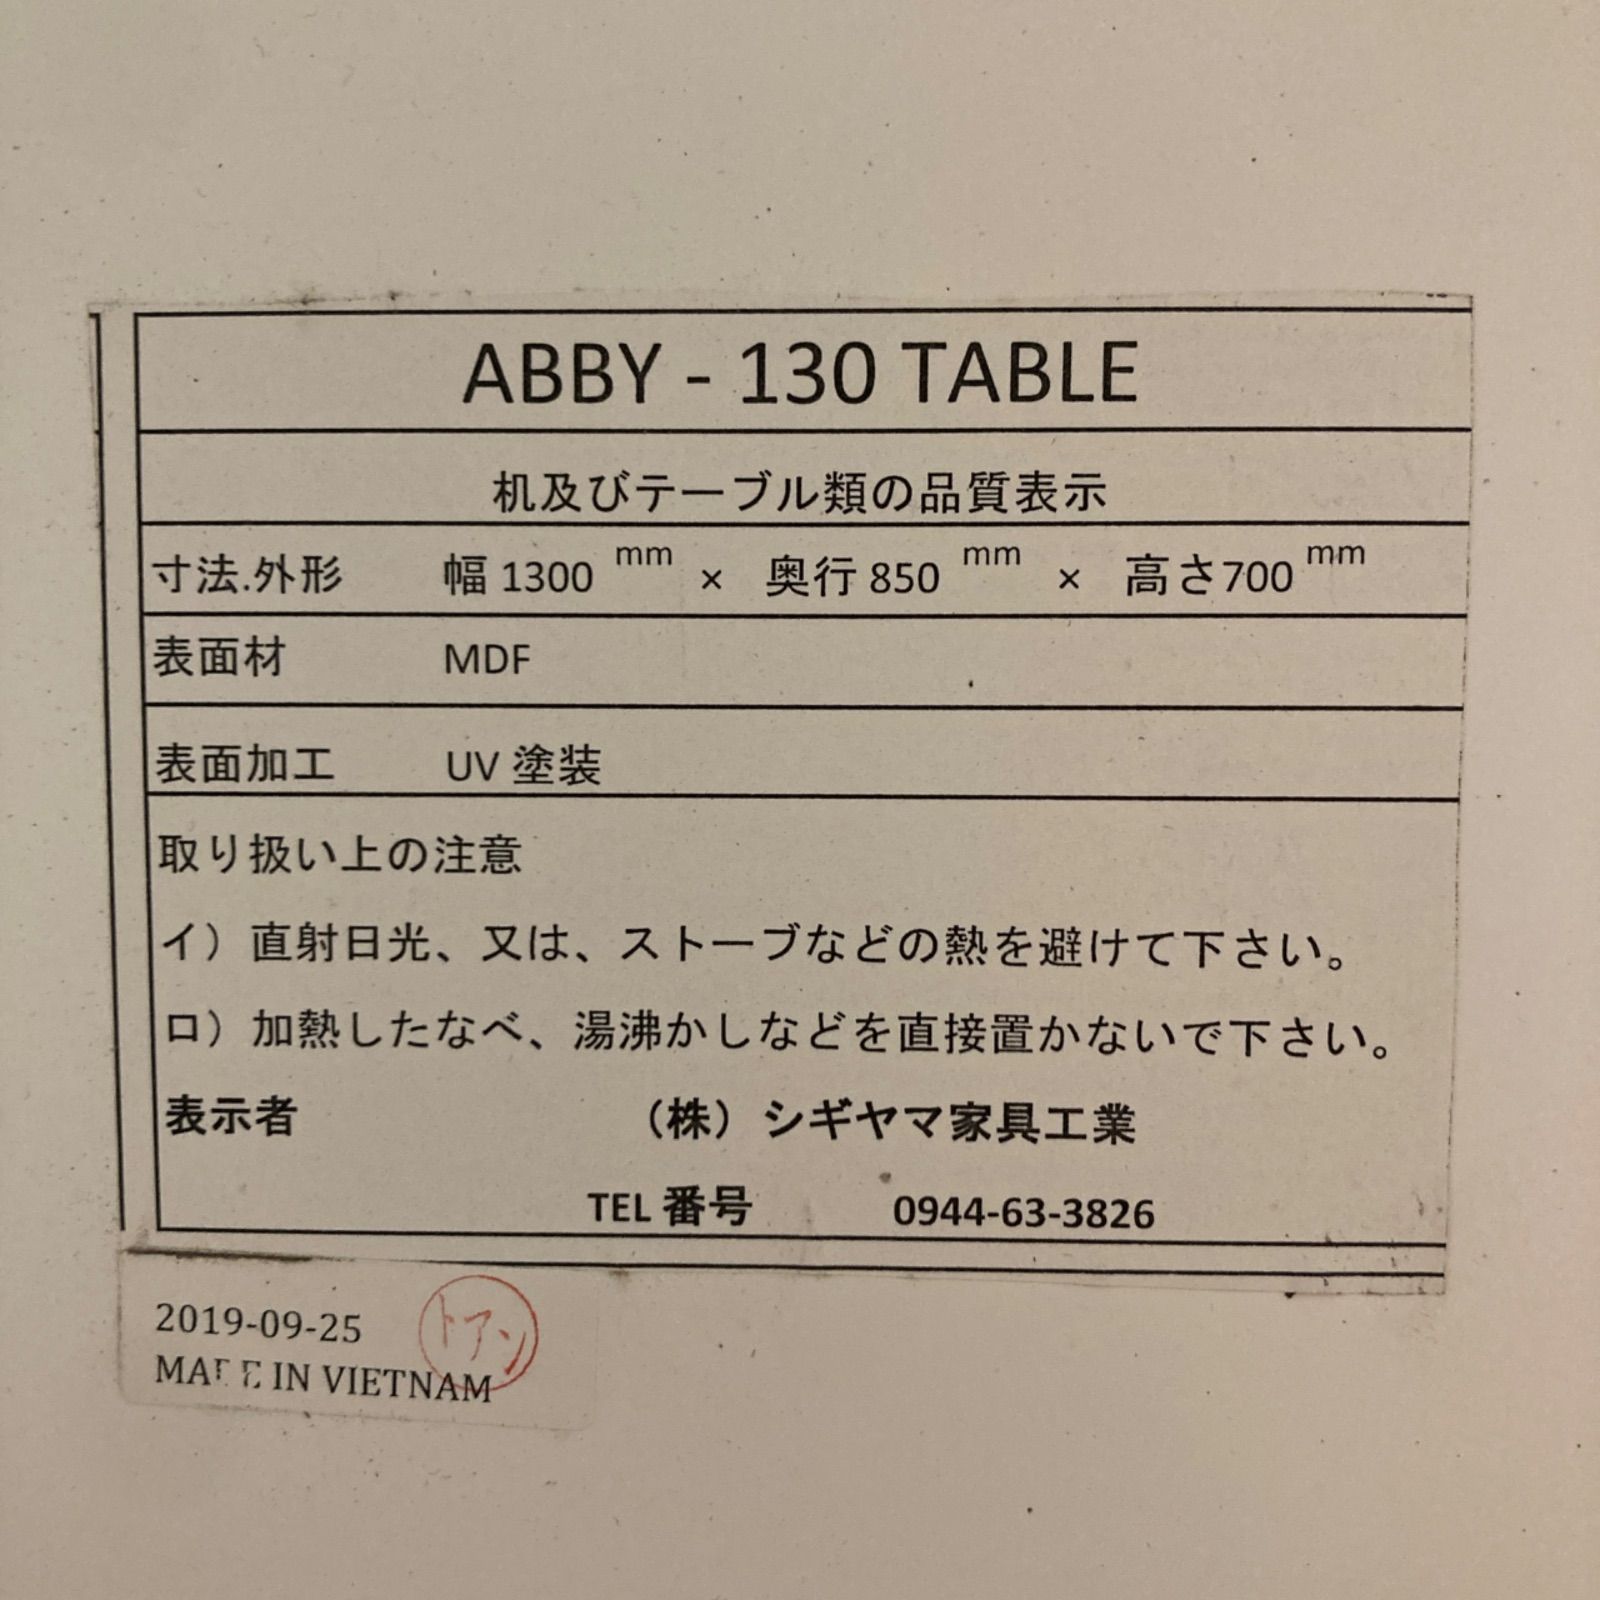 ABBY - 130 TABLE
机及びテーブル類の品質表示
寸法.外形 幅 1300 mm × 奥行 850 mm × 高さ700 mm
表面材 MDF
表面加工 UV 塗装
取り扱い上の注意
イ）直射日光、又は、ストーブなどの熱を避けて下さい。
ロ）加熱したなべ、湯沸かしなどを直接置かないで下さい。
表示者 （株）シギヤマ家具工業
TEL 番号 0944-63-3826
2019-09-25
トアン
MADE IN VIETNAM